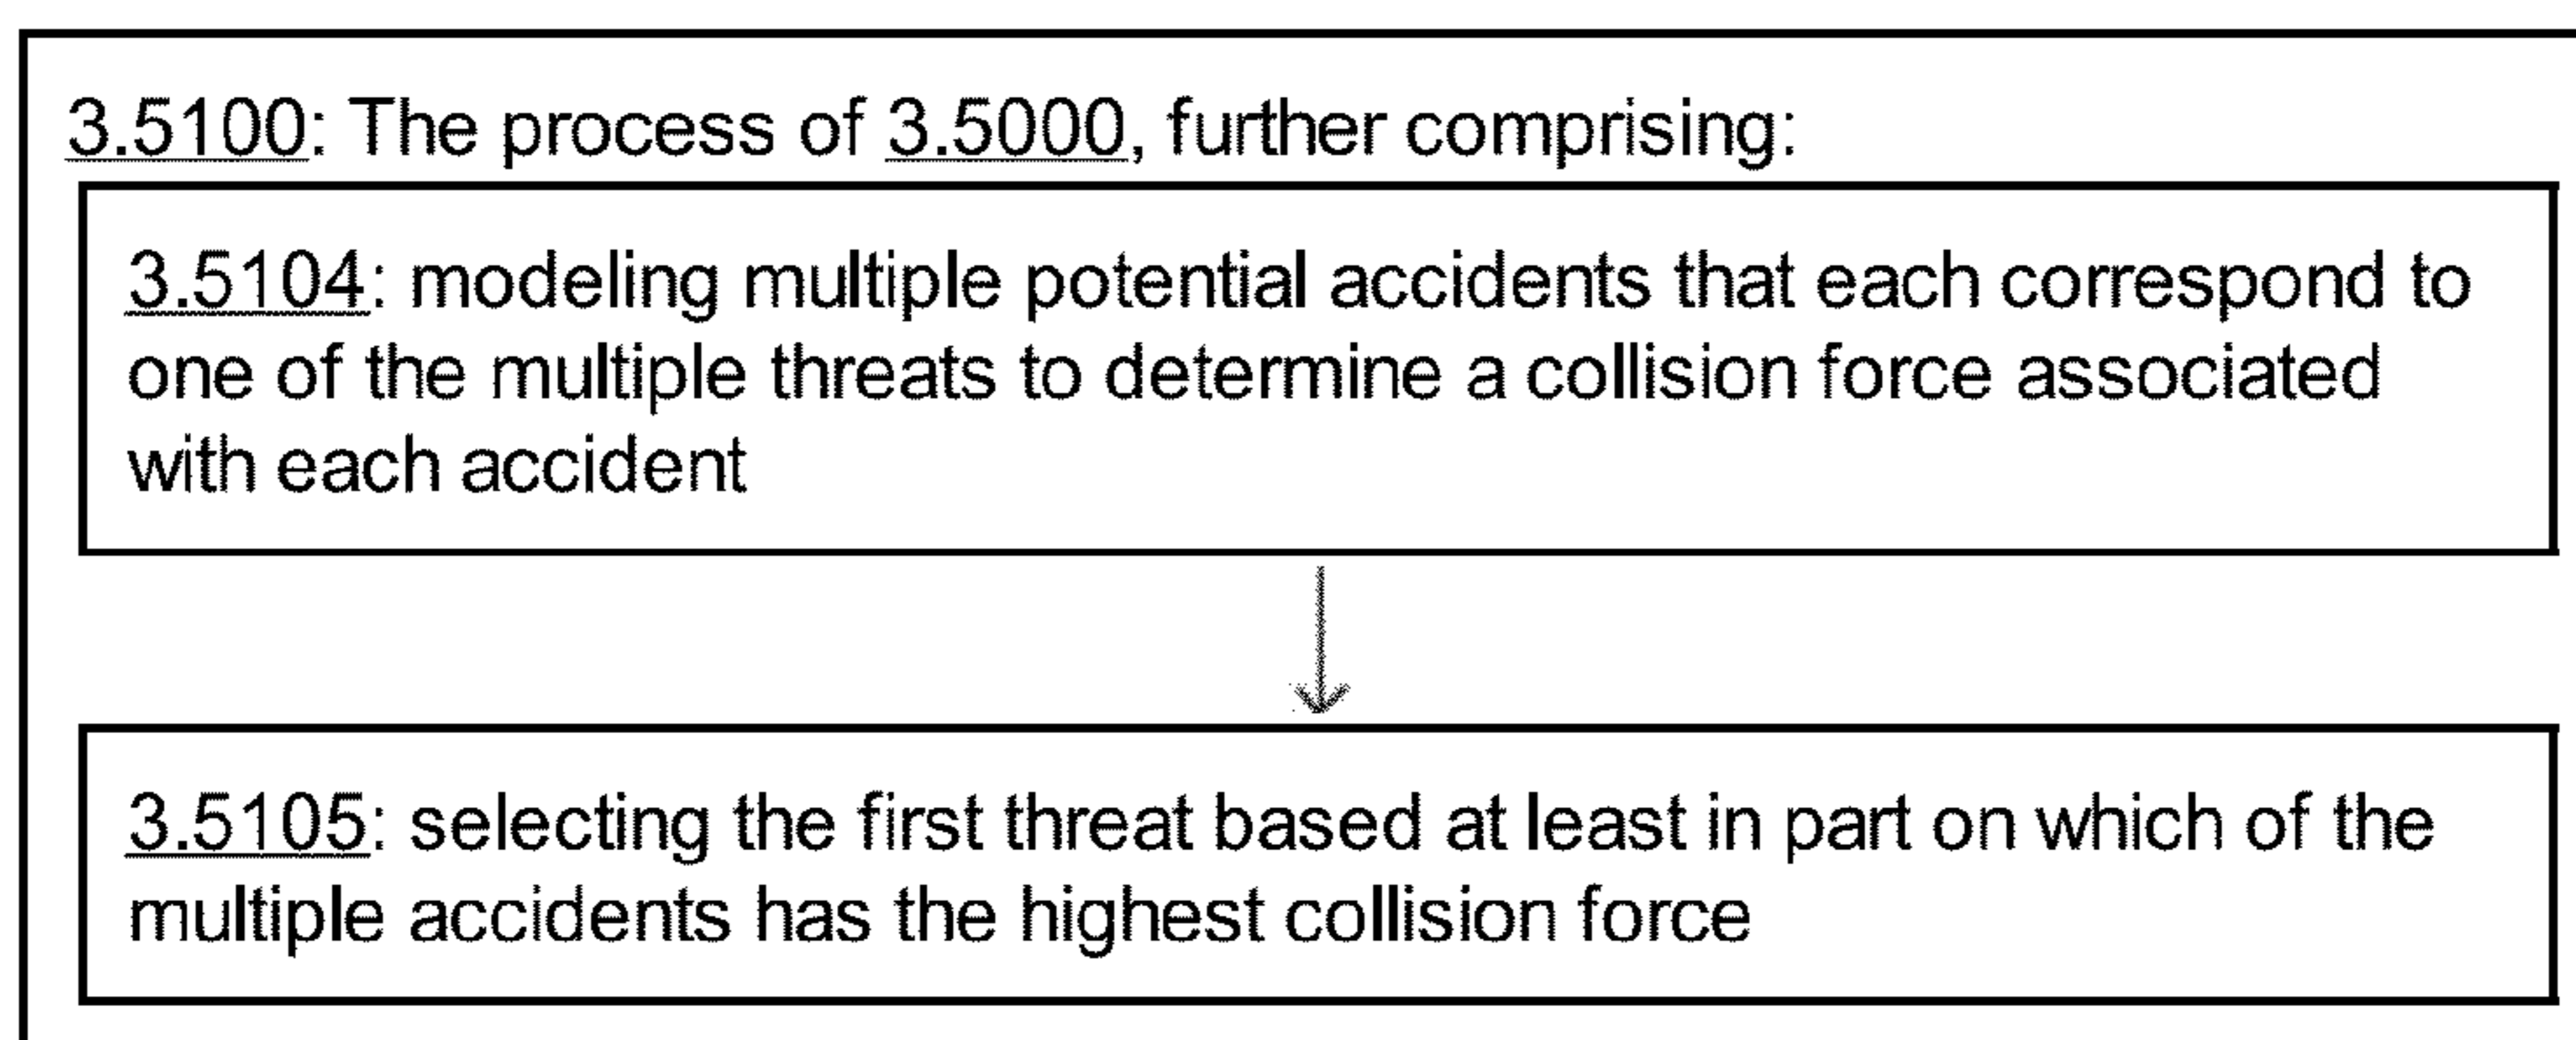 3.5100: The process of 3.5000, further comprising:
3.5104: modeling multiple potential accidents that each correspond to
one of the multiple threats to determine a collision force associated
with each accident
3.5105: selecting the first threat based at least in part on which of the
multiple accidents has the highest collision force